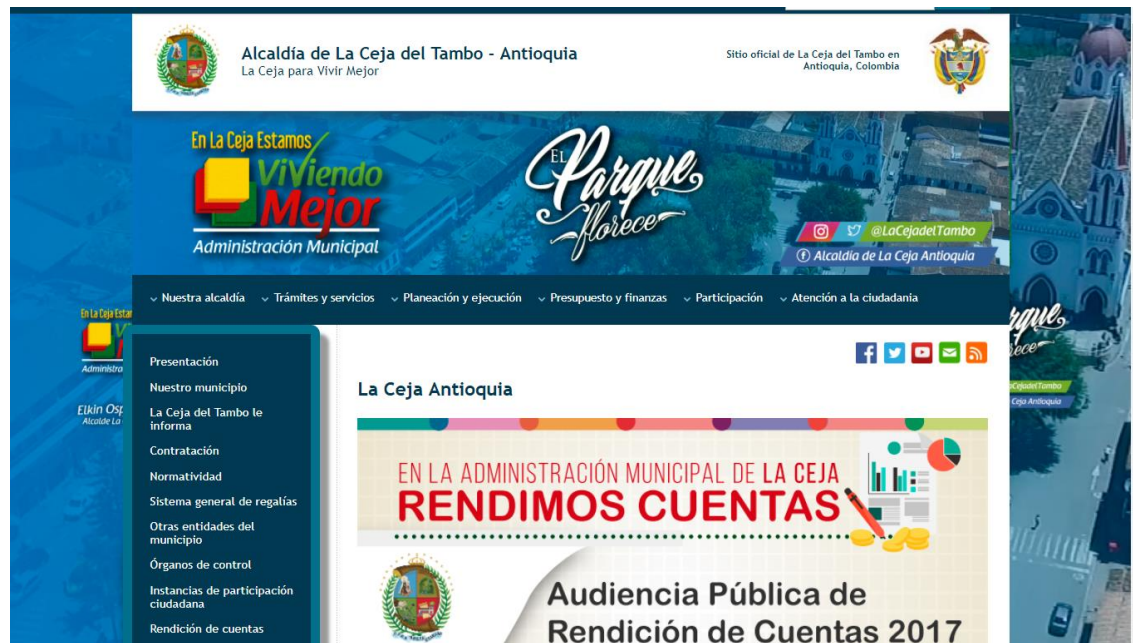 Alcaldía de La Ceja del Tambo - Antioquia
La Ceja para Vivir Mejor
Sitio oficial de La Ceja del Tambo en
Antioquia, Colombia
En La Ceja Estamos
ViViendo
Mejor
Administración Municipal
EL
Parque
florece
@LaCejadelTambo
Alcaldía de La Ceja Antioquia
Nuestra alcaldía
Trámites y servicios
Planeación y ejecución
Presupuesto y finanzas
Participación
Atención a la ciudadania
Presentación
Nuestro municipio
La Ceja del Tambo le
informa
Contratación
Normatividad
Sistema general de regalías
Otras entidades del
municipio
Órganos de control
Instancias de participación
ciudadana
Rendición de cuentas
La Ceja Antioquia
EN LA ADMINISTRACIÓN MUNICIPAL DE LA CEJA
RENDIMOS CUENTAS
Audiencia Pública de
Rendición de Cuentas 2017